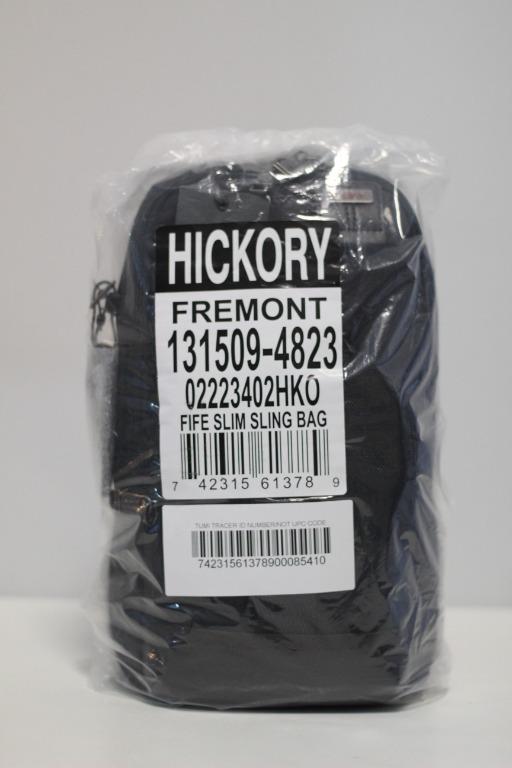 HICKORY
FREMONT
131509-4823
02223402HKO
FIFE SLIM SLING BAG
7 42315 61378 9
TUMI TRACER ID NUMBER/NOT UPC CODE
74231561378900085410